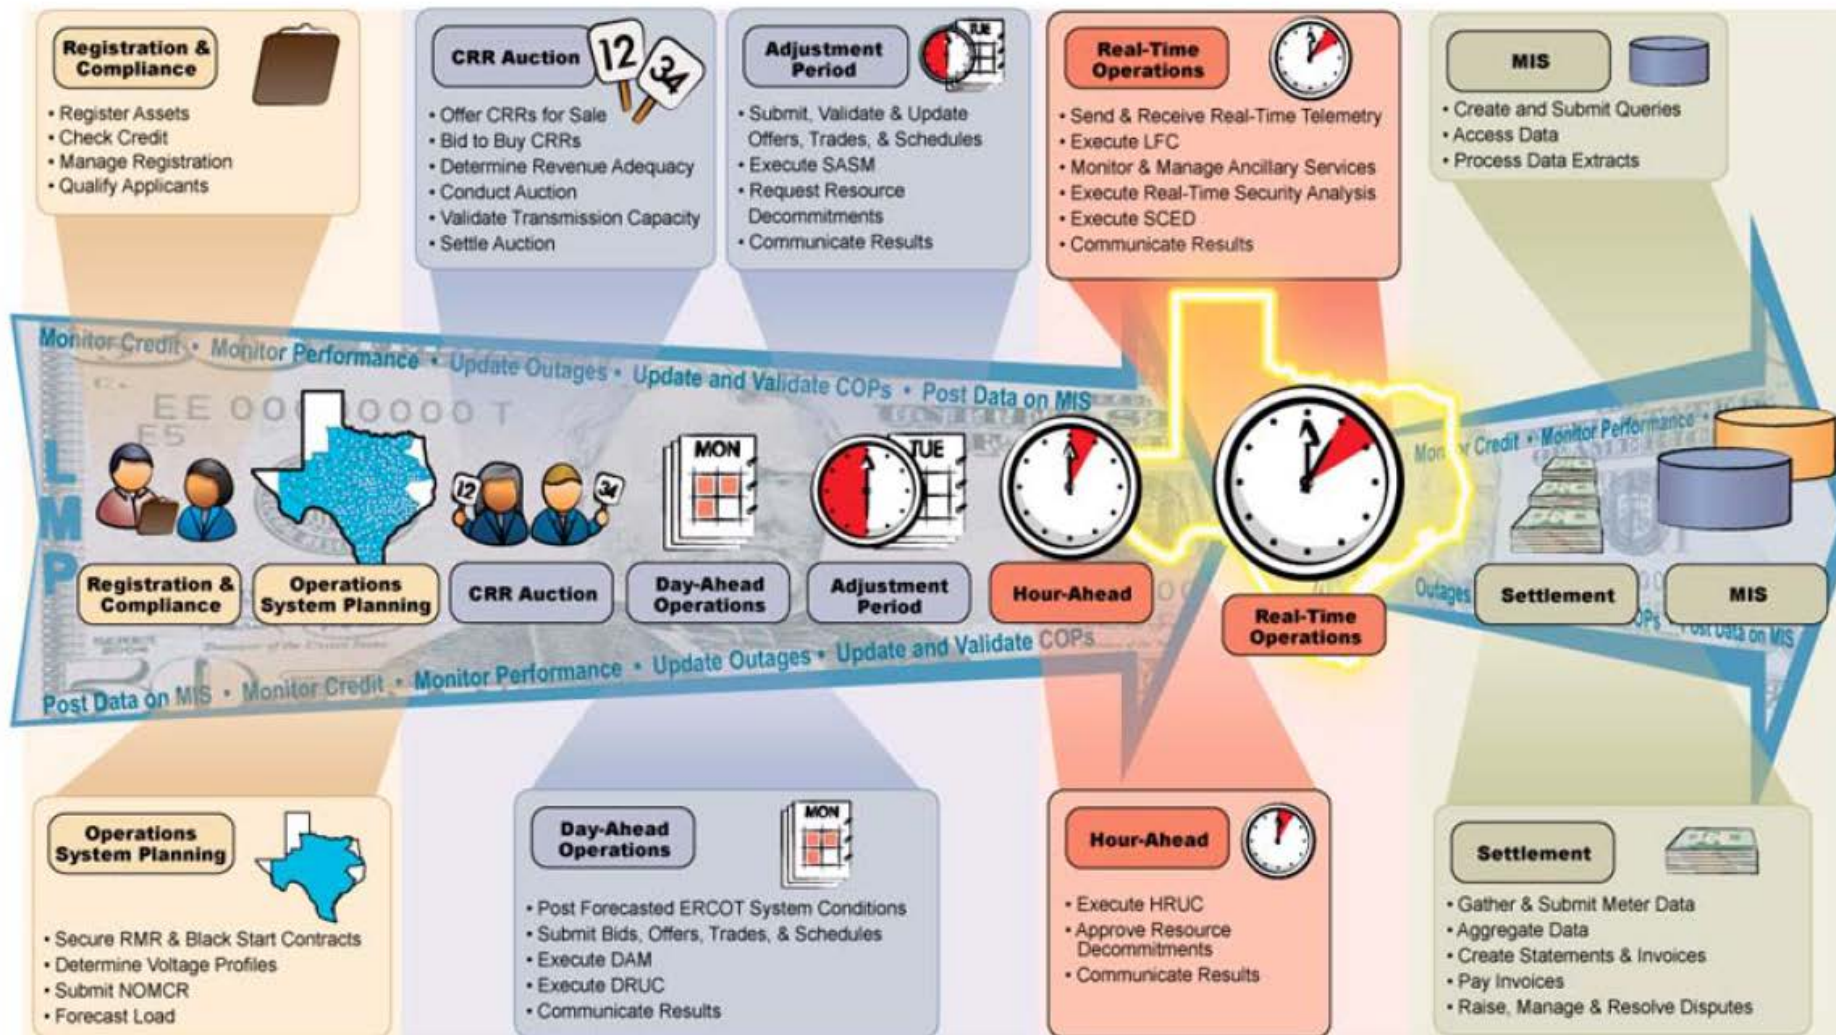 Registration &
Compliance
• Register Assets
• Check Credit
• Manage Registration
• Qualify Applicants
CRR Auction
12
34
• Offer CRRs for Sale
• Bid to Buy CRRs
• Determine Revenue Adequacy
• Conduct Auction
• Validate Transmission Capacity
• Settle Auction
Adjustment
Period
TUE
• Submit, Validate & Update
Offers, Trades, & Schedules
• Execute SASM
• Request Resource
Decommitments
• Communicate Results
Real-Time
Operations
• Send & Receive Real-Time Telemetry
• Execute LFC
• Monitor & Manage Ancillary Services
• Execute Real-Time Security Analysis
• Execute SCED
• Communicate Results
MIS
• Create and Submit Queries
• Access Data
• Process Data Extracts
Monitor Credit • Monitor Performance • Update Outages • Update and Validate COPs • Post Data on MIS
LMP
E5
12
34
MON
TUE
Registration &
Compliance
Operations
System Planning
CRR Auction
Day-Ahead
Operations
Adjustment
Period
Hour-Ahead
Real-Time
Operations
Post Data on MIS • Monitor Credit • Monitor Performance • Update Outages • Update and Validate COPs
Credit • Monitor Performance •
Settlement
MIS
Outages
COPs
Post Data on MIS
Operations
System Planning
• Secure RMR & Black Start Contracts
• Determine Voltage Profiles
• Submit NOMCR
• Forecast Load
Day-Ahead
Operations
MON
• Post Forecasted ERCOT System Conditions
• Submit Bids, Offers, Trades, & Schedules
• Execute DAM
• Execute DRUC
• Communicate Results
Hour-Ahead
• Execute HRUC
• Approve Resource
Decommitments
• Communicate Results
Settlement
• Gather & Submit Meter Data
• Aggregate Data
• Create Statements & Invoices
• Pay Invoices
• Raise, Manage & Resolve Disputes